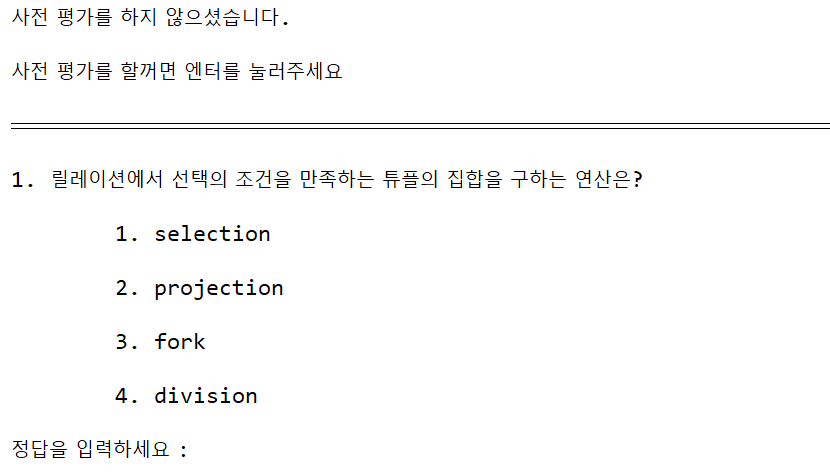 사전 평가를 하지 않으셨습니다.
사전 평가를 할꺼면 엔터를 눌러주세요
1. 릴레이션에서 선택의 조건을 만족하는 튜플의 집합을 구하는 연산은?
1. selection
2. projection
3. fork
4. division
정답을 입력하세요 :